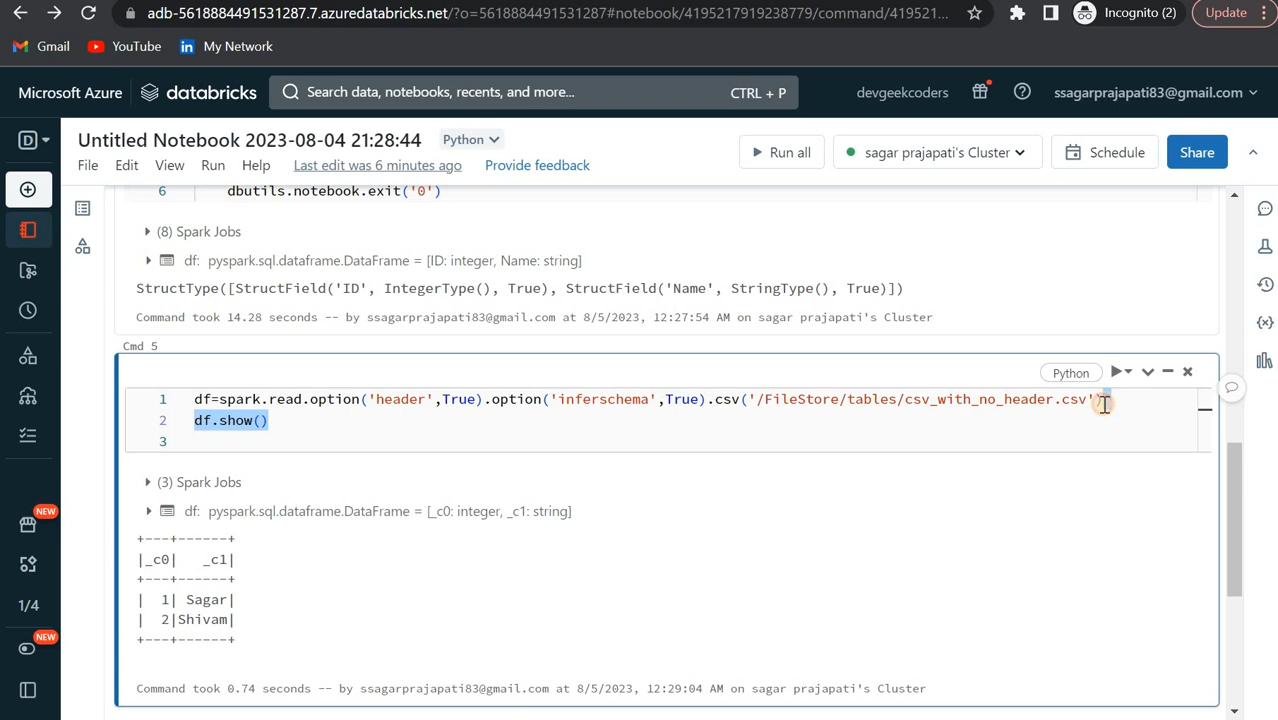 adb-5618884491531287.7.azuredatabricks.net/?o=5618884491531287#notebook/4195217919238779/command/419521...
Incognito (2)
Update
Gmail
YouTube
My Network
Microsoft Azure
databricks
Search data, notebooks, recents, and more...
CTRL + P
devgeekcoders
ssagarprajapati83@gmail.com
D
Untitled Notebook 2023-08-04 21:28:44
Python
File Edit View Run Help
Last edit was 6 minutes ago
Provide feedback
Run all
sagar prajapati's Cluster
Schedule
Share
6 dbutils.notebook.exit('0')
(8) Spark Jobs
df: pyspark.sql.dataframe.DataFrame = [ID: integer, Name: string]
StructType([StructField('ID', IntegerType(), True), StructField('Name', StringType(), True)])
Command took 14.28 seconds -- by ssagarprajapati83@gmail.com at 8/5/2023, 12:27:54 AM on sagar prajapati's Cluster
Cmd 5
Python
1 df=spark.read.option('header',True).option('inferschema',True).csv('/FileStore/tables/csv_with_no_header.csv')
2 df.show()
3
(3) Spark Jobs
df: pyspark.sql.dataframe.DataFrame = [_c0: integer, _c1: string]
+---+------+
|_c0|   _c1|
+---+------+
|  1| Sagar|
|  2|Shivam|
+---+------+
Command took 0.74 seconds -- by ssagarprajapati83@gmail.com at 8/5/2023, 12:29:04 AM on sagar prajapati's Cluster
NEW
1/4
NEW